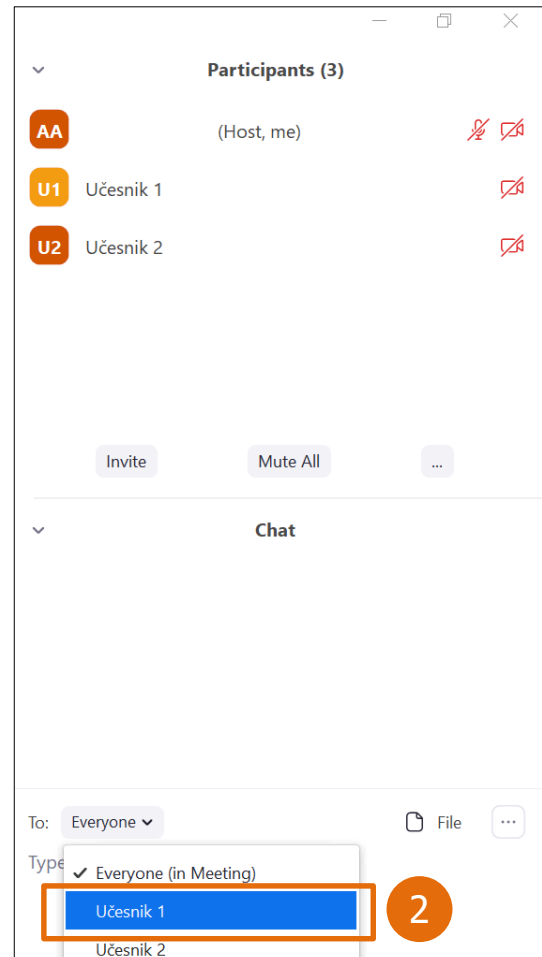 Participants (3)
AA (Host, me)
U1 Učesnik 1
U2 Učesnik 2
Invite Mute All ...
Chat
To: Everyone File ...
Type
Everyone (in Meeting)
Učesnik 1 2
Učesnik 2